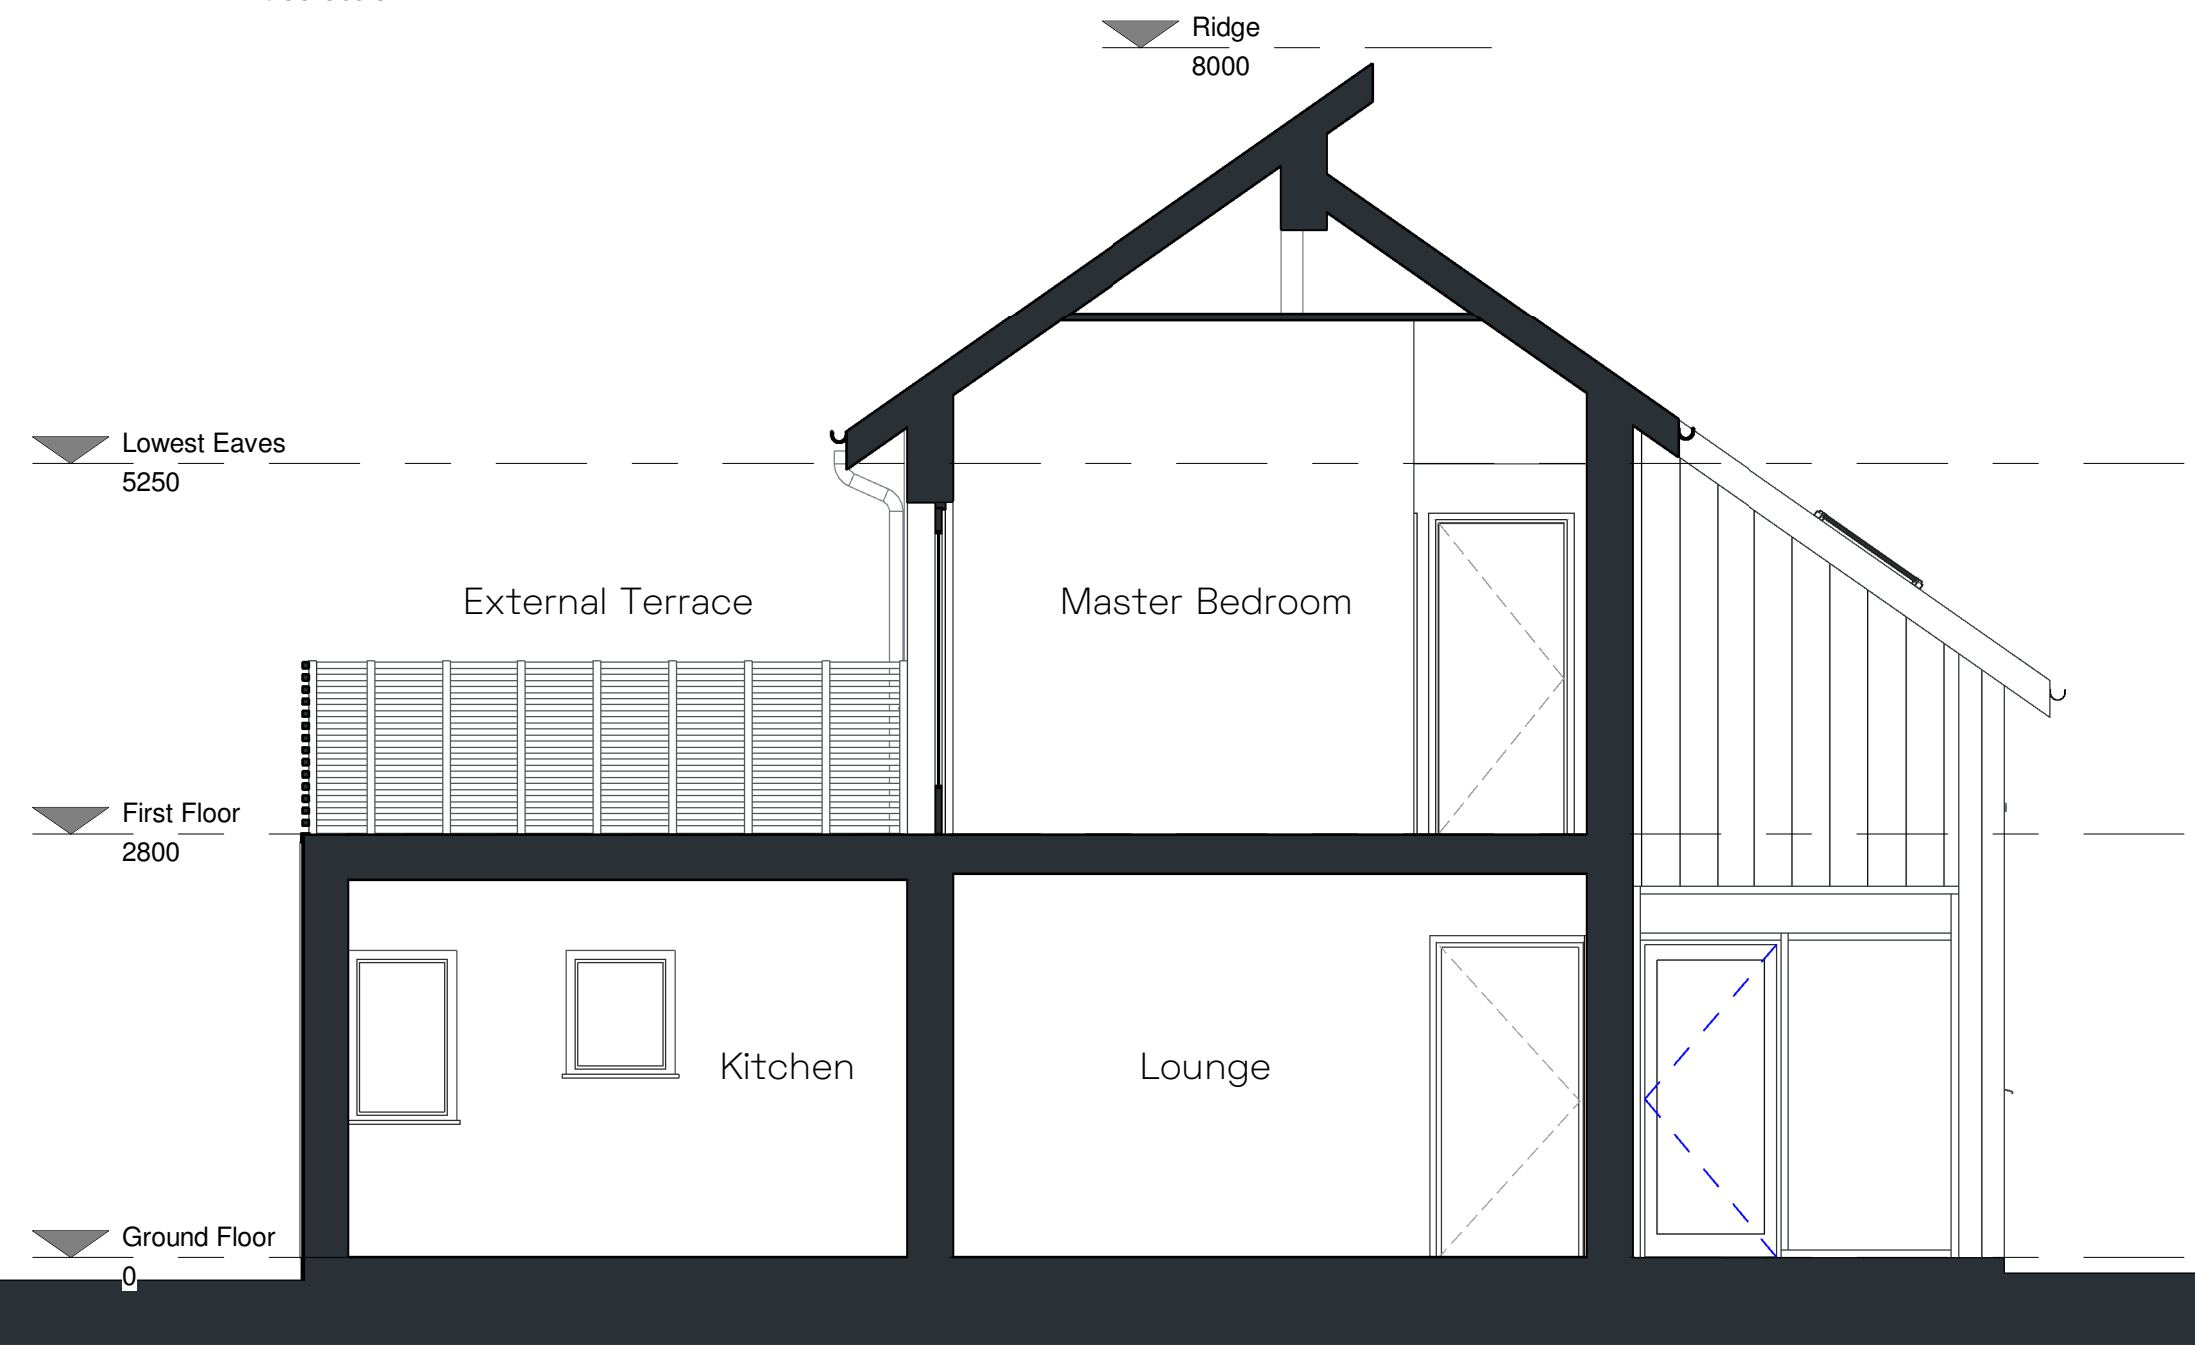 Ridge
8000
Lowest Eaves
5250
External Terrace
Master Bedroom
First Floor
2800
Kitchen
Lounge
Ground Floor
0